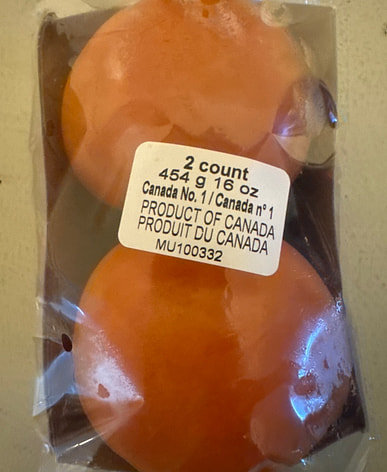 2 count
454 g 16 oz
Canada No. 1 / Canada n° 1
PRODUCT OF CANADA
PRODUIT DU CANADA
MU100332